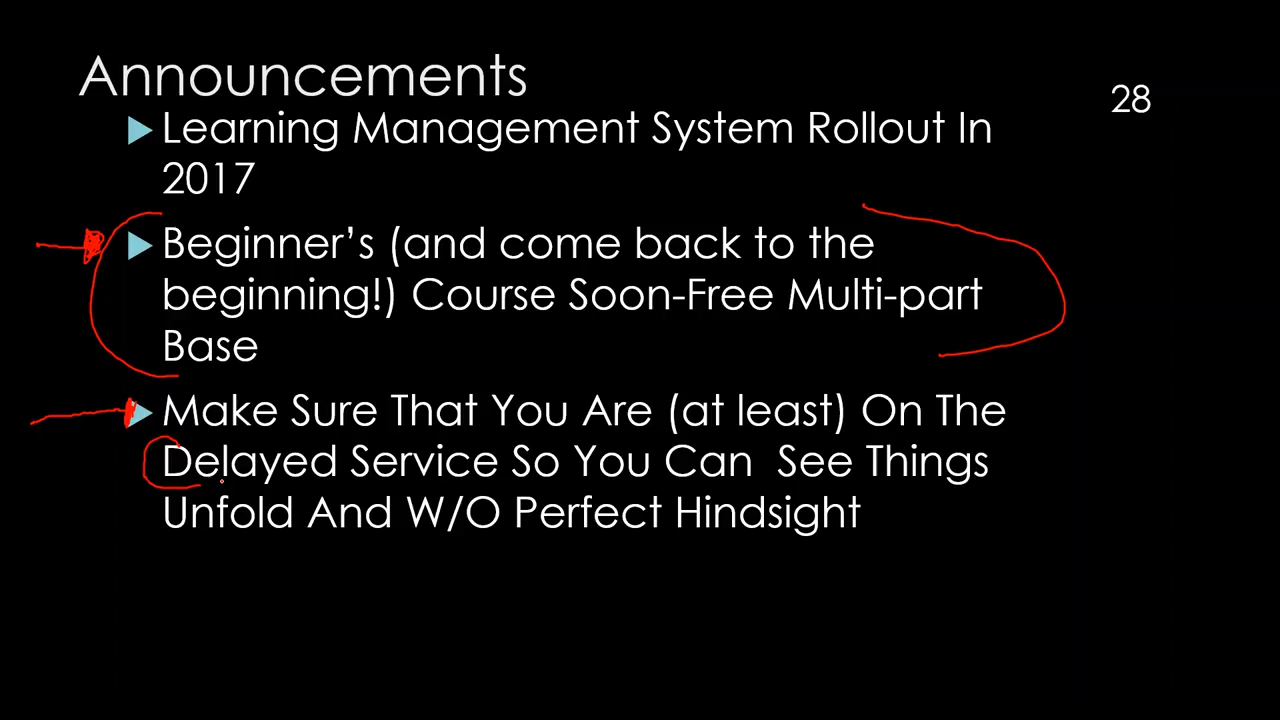 Announcements
28
Learning Management System Rollout In
2017
Beginner's (and come back to the
beginning!) Course Soon-Free Multi-part
Base
Make Sure That You Are (at least) On The
Delayed Service So You Can  See Things
Unfold And W/O Perfect Hindsight